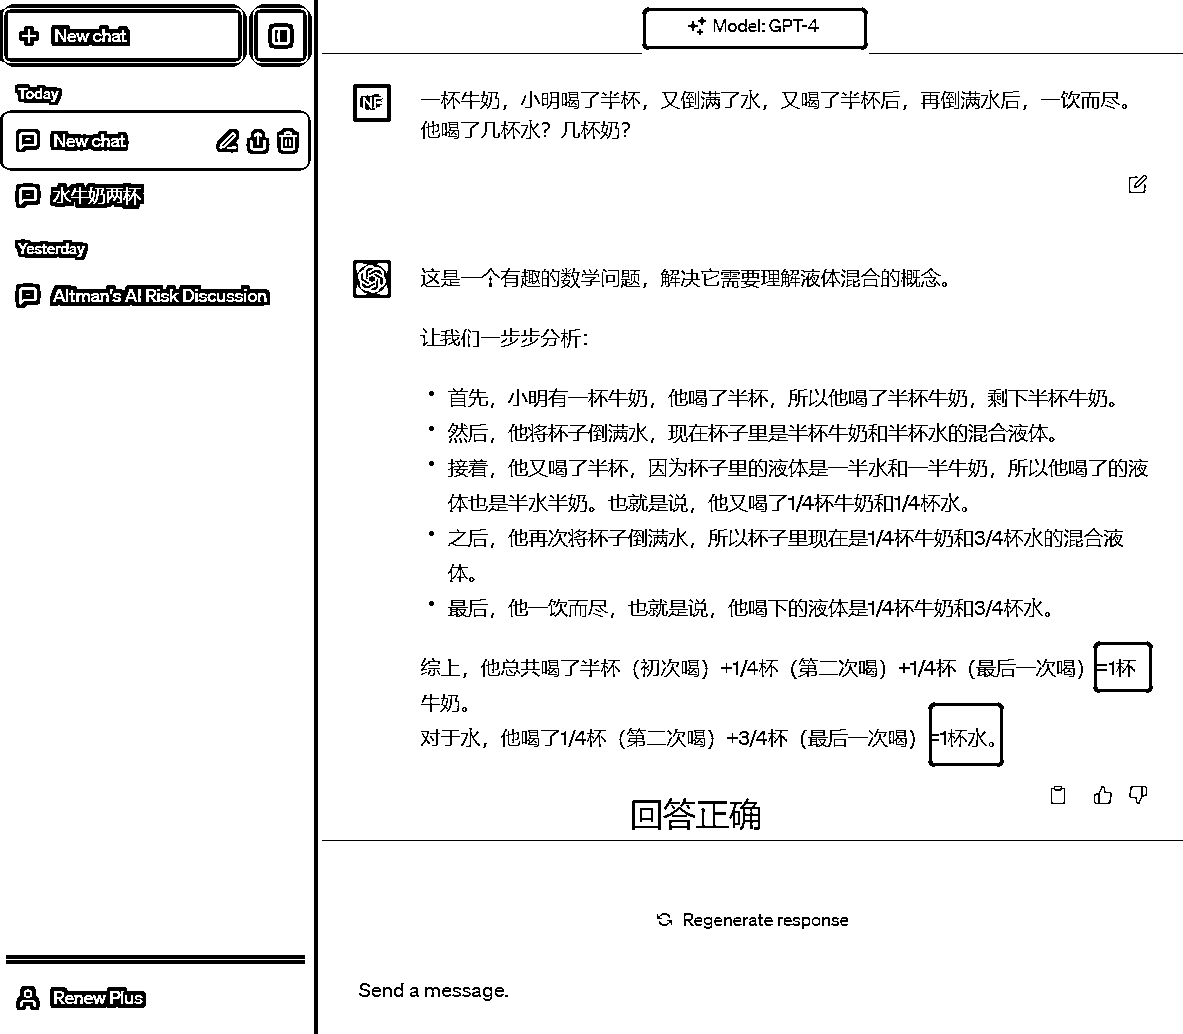 New chat
Today
New chat
水牛奶两杯
Yesterday
Altman's AI Risk Discussion
Renew Plus
Model: GPT-4
NF
一杯牛奶，小明喝了半杯，又倒满了水，又喝了半杯后，再倒满水后，一饮而尽。
他喝了几杯水？几杯奶？
这是一个有趣的数学问题，解决它需要理解液体混合的概念。
让我们一步步分析：
• 首先，小明有一杯牛奶，他喝了半杯，所以他喝了半杯牛奶，剩下半杯牛奶。
• 然后，他将杯子倒满水，现在杯子里是半杯牛奶和半杯水的混合液体。
• 接着，他又喝了半杯，因为杯子里的液体是一半水和一半牛奶，所以他喝了的液
体也是半水半奶。也就是说，他又喝了1/4杯牛奶和1/4杯水。
• 之后，他再次将杯子倒满水，所以杯子里现在是1/4杯牛奶和3/4杯水的混合液
体。
• 最后，他一饮而尽，也就是说，他喝下的液体是1/4杯牛奶和3/4杯水。
综上，他总共喝了半杯（初次喝）+1/4杯（第二次喝）+1/4杯（最后一次喝）=1杯
牛奶。
对于水，他喝了1/4杯（第二次喝）+3/4杯（最后一次喝）=1杯水。
回答正确
Regenerate response
Send a message.